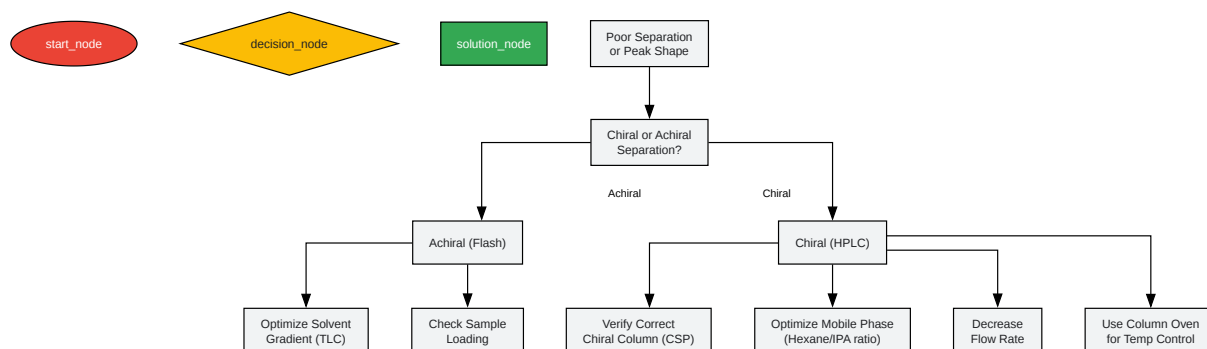 start_node
decision_node
solution_node
Poor Separation
or Peak Shape
Chiral or Achiral
Separation?
Achiral
Chiral
Achiral (Flash)
Chiral (HPLC)
Optimize Solvent
Gradient (TLC)
Check Sample
Loading
Verify Correct
Chiral Column (CSP)
Optimize Mobile Phase
(Hexane/IPA ratio)
Decrease
Flow Rate
Use Column Oven
for Temp Control